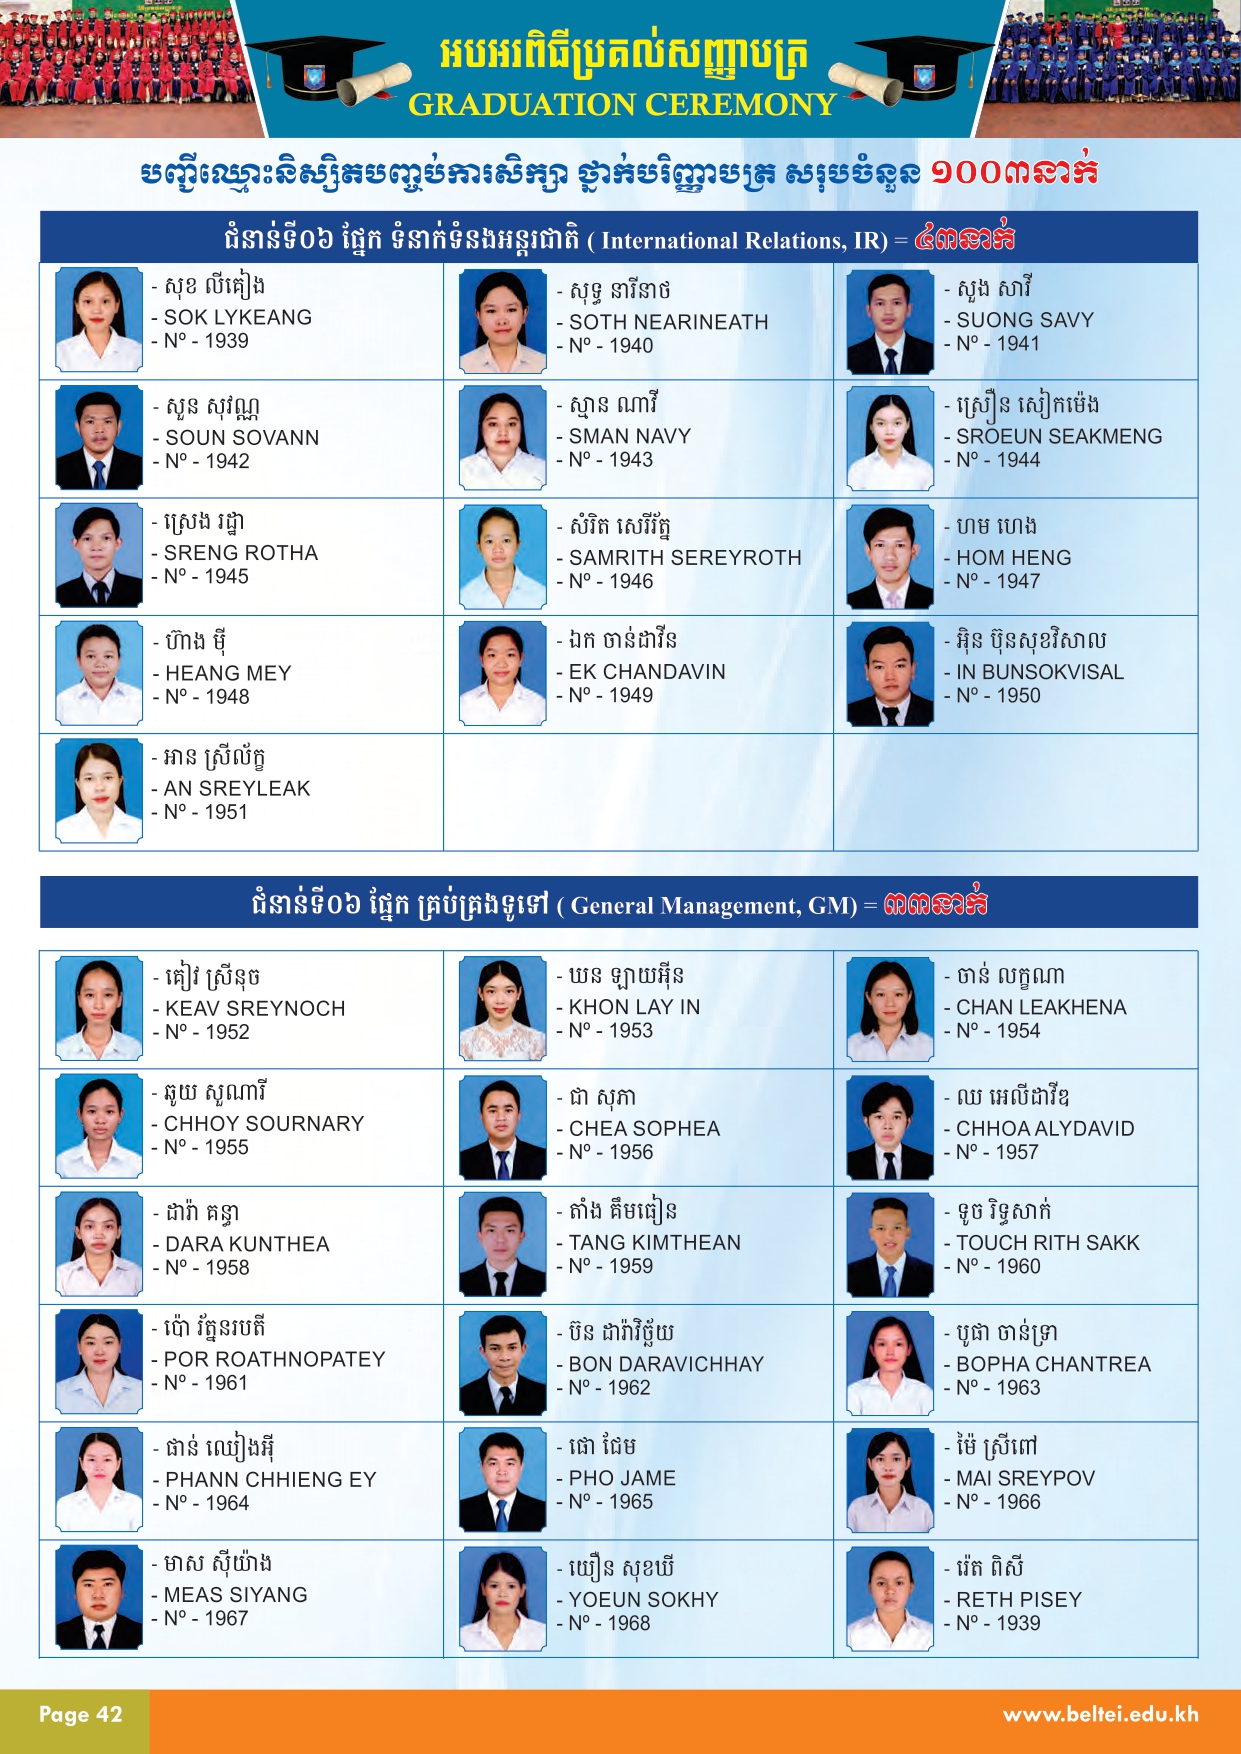 អបអរពិធីប្រគល់សញ្ញាបត្រ
GRADUATION CEREMONY
បញ្ជីឈ្មោះនិស្សិតបញ្ចប់ការសិក្សា ថ្នាក់បរិញ្ញាបត្រ សរុបចំនួន ១០០៣នាក់
ជំនាន់ទី០៦ ផ្នែក ទំនាក់ទំនងអន្តរជាតិ ( International Relations, IR) = ៤៣នាក់
- សុខ លីគៀង
- SOK LYKEANG
- Nº - 1939
- សុទ្ធ នារីនាថ
- SOTH NEARINEATH
- Nº - 1940
- សួង សាវី
- SUONG SAVY
- Nº - 1941
- សួន សុវណ្ណ
- SOUN SOVANN
- Nº - 1942
- ស្មាន ណាវី
- SMAN NAVY
- Nº - 1943
- ស្រឿន សៀកម៉េង
- SROEUN SEAKMENG
- Nº - 1944
- ស្រេង រដ្ឋា
- SRENG ROTHA
- Nº - 1945
- សំរិត សេរីរ័ត្ន
- SAMRITH SEREYROTH
- Nº - 1946
- ហម ហេង
- HOM HENG
- Nº - 1947
- ហ៊ាង ម៉ី
- HEANG MEY
- Nº - 1948
- ឯក ចាន់ដាវីន
- EK CHANDAVIN
- Nº - 1949
- អ៊ិន ប៊ុនសុខវិសាល
- IN BUNSOKVISAL
- Nº - 1950
- អាន ស្រីល័ក្ខ
- AN SREYLEAK
- Nº - 1951
ជំនាន់ទី០៦ ផ្នែក គ្រប់គ្រងទូទៅ ( General Management, GM) = ៣៣នាក់
- គៀវ ស្រីនុច
- KEAV SREYNOCH
- Nº - 1952
- ឃន ឡាយអ៊ីន
- KHON LAY IN
- Nº - 1953
- ចាន់ លក្ខណា
- CHAN LEAKHENA
- Nº - 1954
- ឆូយ សួណារី
- CHHOY SOURNARY
- Nº - 1955
- ជា សុភា
- CHEA SOPHEA
- Nº - 1956
- ឈ អេលីដាវីឌ
- CHHOA ALYDAVID
- Nº - 1957
- ដារ៉ា គន្ធា
- DARA KUNTHEA
- Nº - 1958
- តាំង គឹមធៀន
- TANG KIMTHEAN
- Nº - 1959
- ទូច រិទ្ធសាក់
- TOUCH RITH SAKK
- Nº - 1960
- ប៉ោ រ័ត្ននរបតី
- POR ROATHNOPATEY
- Nº - 1961
- ប៊ន ដារ៉ាវិច្ឆ័យ
- BON DARAVICHHAY
- Nº - 1962
- បូផា ចាន់ទ្រា
- BOPHA CHANTREA
- Nº - 1963
- ផាន់ ឈៀងអ៊ី
- PHANN CHHIENG EY
- Nº - 1964
- ផោ ជែម
- PHO JAME
- Nº - 1965
- ម៉ៃ ស្រីពៅ
- MAI SREYPOV
- Nº - 1966
- មាស ស៊ីយ៉ាង
- MEAS SIYANG
- Nº - 1967
- យឿន សុខឃី
- YOEUN SOKHY
- Nº - 1968
- រ៉េត ពិសី
- RETH PISEY
- Nº - 1939
Page 42
www.beltei.edu.kh